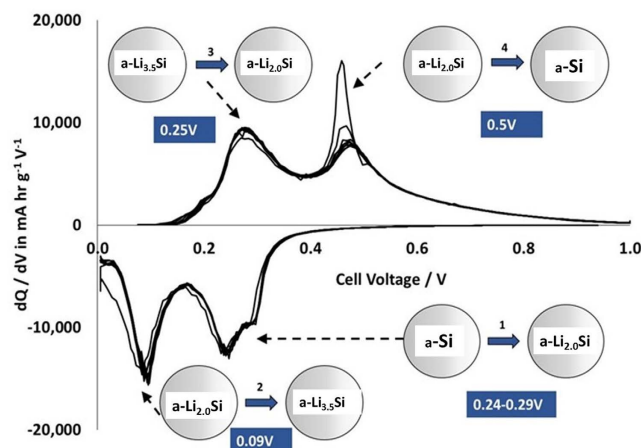 20,000
10,000
0
-10,000
-20,000
dQ / dV in mA hr g⁻¹ V⁻¹
0.0 0.2 0.4 0.6 0.8 1.0
Cell Voltage / V
a-Li₃.₅Si 3 a-Li₂.₀Si
0.25V
a-Li₂.₀Si 4 a-Si
0.5V
a-Si 1 a-Li₂.₀Si
0.24-0.29V
a-Li₂.₀Si 2 a-Li₃.₅Si
0.09V